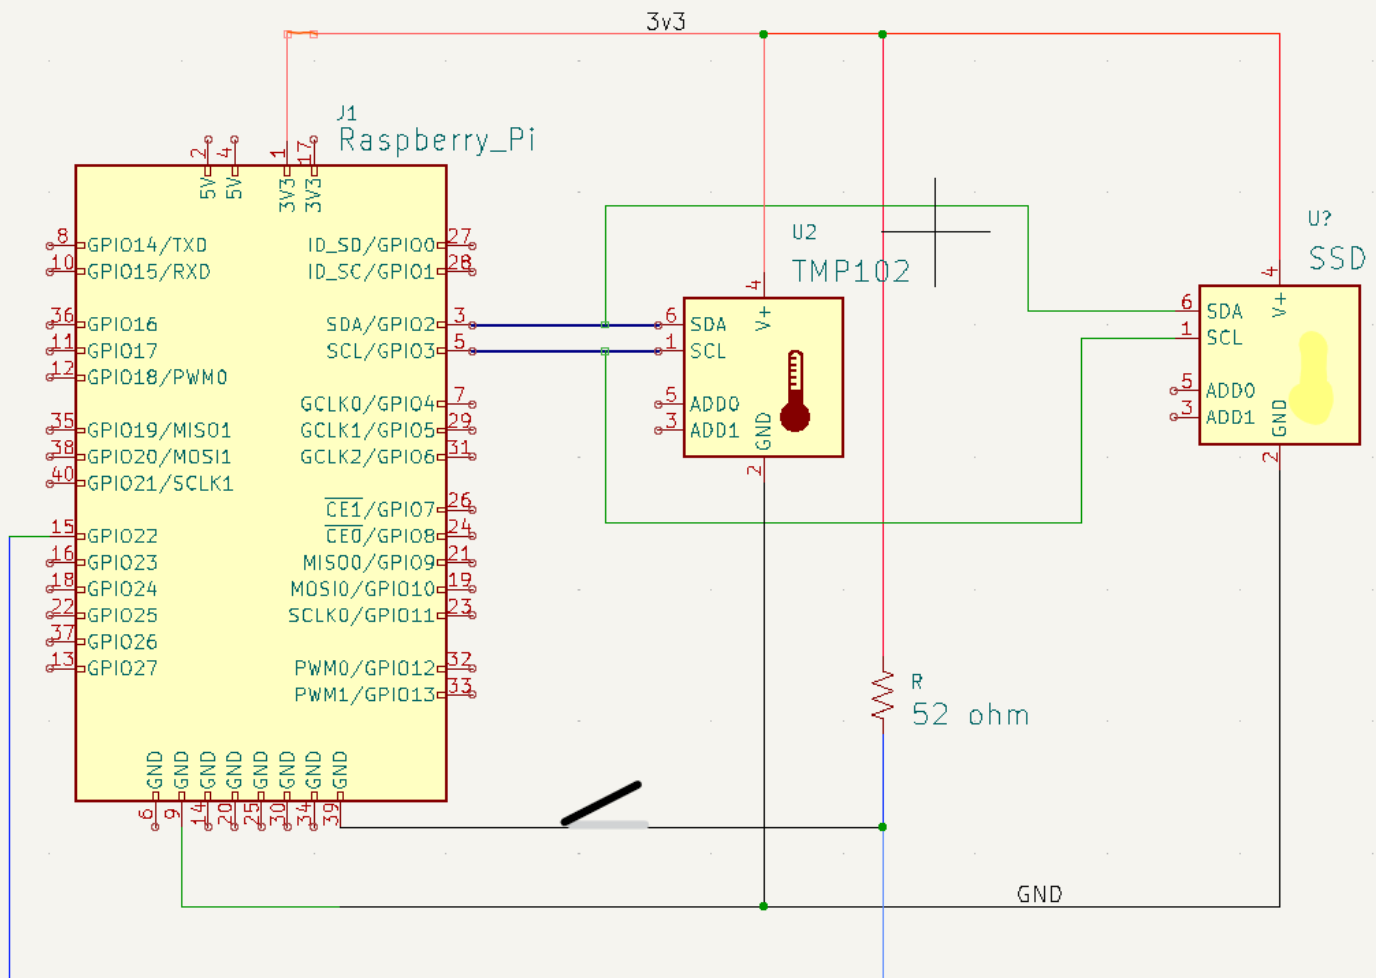 3v3
J1
Raspberry_Pi
2 4 1 17
5V 5V 3V3 3V3
8 GPIO14/TXD ID_SD/GPIO0 27
10 GPIO15/RXD ID_SC/GPIO1 28
36 GPIO16 SDA/GPIO2 3
11 GPIO17 SCL/GPIO3 5
12 GPIO18/PWM0
GCLK0/GPIO4 7
35 GPIO19/MISO1 GCLK1/GPIO5 29
38 GPIO20/MOSI1 GCLK2/GPIO6 31
40 GPIO21/SCLK1
CE1/GPIO7 26
15 GPIO22 CE0/GPIO8 24
16 GPIO23 MISO0/GPIO9 21
18 GPIO24 MOSI0/GPIO10 19
22 GPIO25 SCLK0/GPIO11 23
37 GPIO26
13 GPIO27 PWM0/GPIO12 32
PWM1/GPIO13 33
GND GND GND GND GND GND GND GND
6 9 14 20 25 30 34 39
U2
TMP102
4
V+
6 SDA
1 SCL
5 ADD0
3 ADD1
GND
2
U?
SSD
4
V+
6 SDA
1 SCL
5 ADD0
3 ADD1
GND
2
R
52 ohm
GND